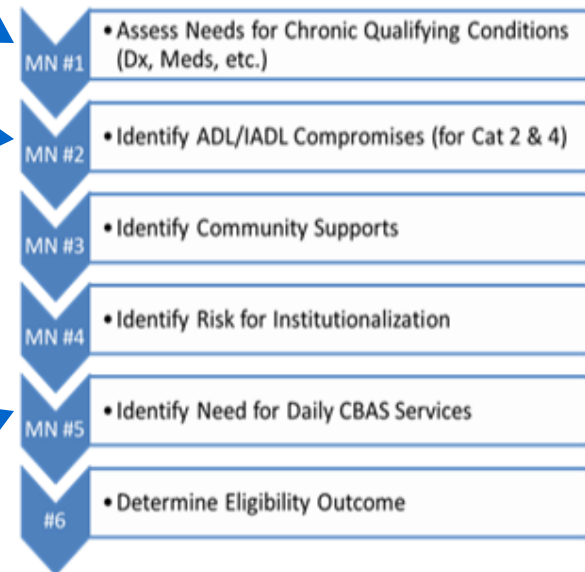 MN #1
• Assess Needs for Chronic Qualifying Conditions
(Dx, Meds, etc.)
MN #2
• Identify ADL/IADL Compromises (for Cat 2 & 4)
MN #3
• Identify Community Supports
MN #4
• Identify Risk for Institutionalization
MN #5
• Identify Need for Daily CBAS Services
#6
• Determine Eligibility Outcome